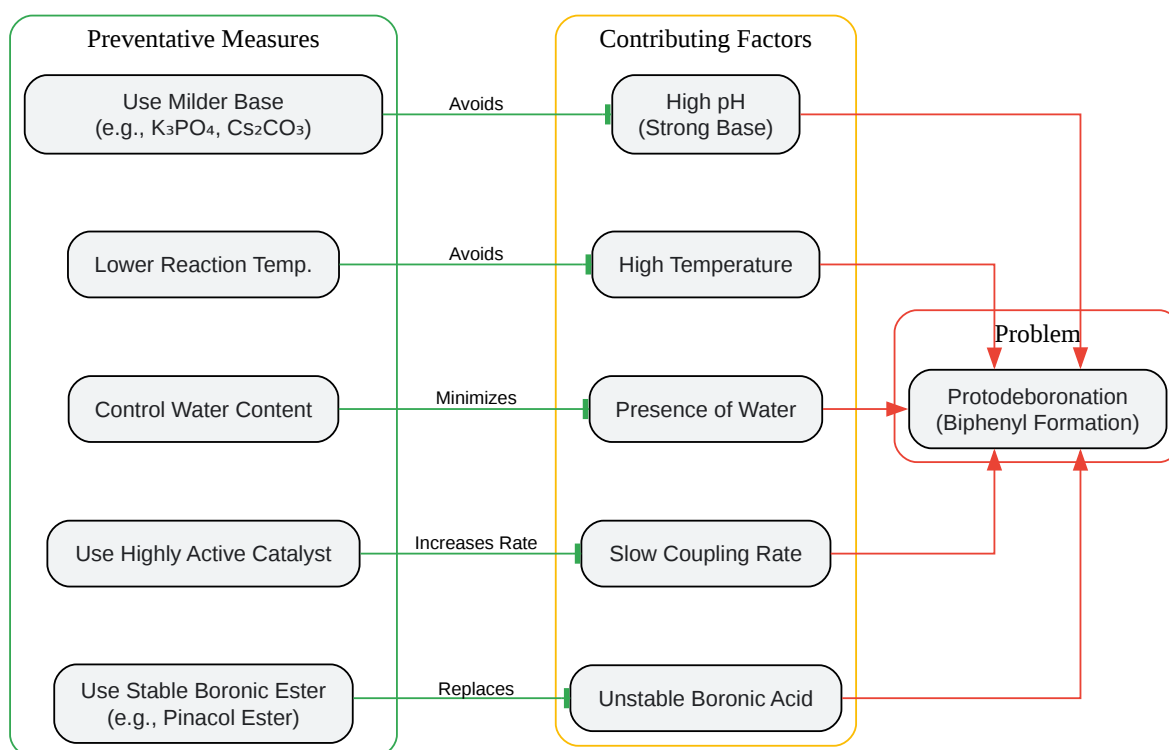 Preventative Measures
Contributing Factors
Use Milder Base
(e.g., K₃PO₄, Cs₂CO₃)
Avoids
High pH
(Strong Base)
Lower Reaction Temp.
Avoids
High Temperature
Problem
Control Water Content
Minimizes
Presence of Water
Protodeboronation
(Biphenyl Formation)
Use Highly Active Catalyst
Increases Rate
Slow Coupling Rate
Use Stable Boronic Ester
(e.g., Pinacol Ester)
Replaces
Unstable Boronic Acid